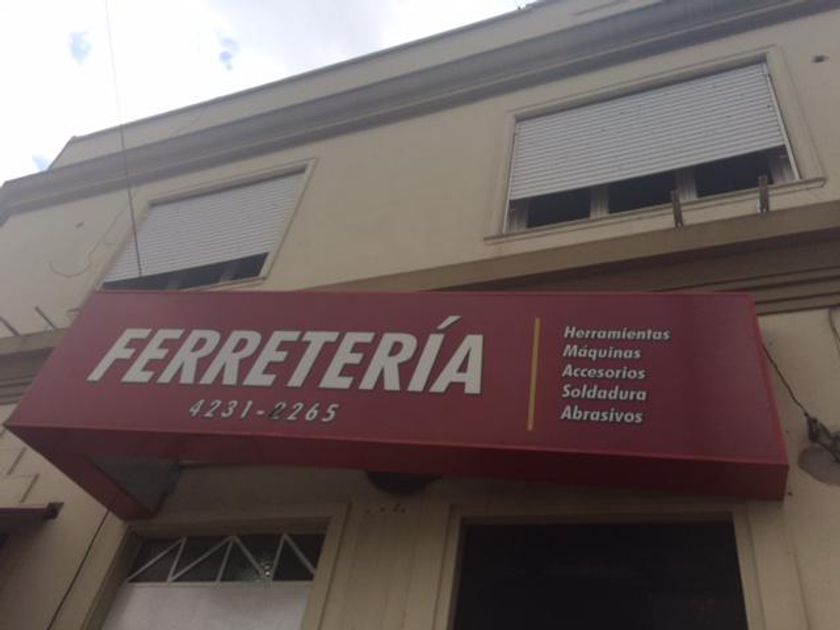 FERRETERÍA
4231-2265
Herramientas
Máquinas
Accesorios
Soldadura
Abrasivos